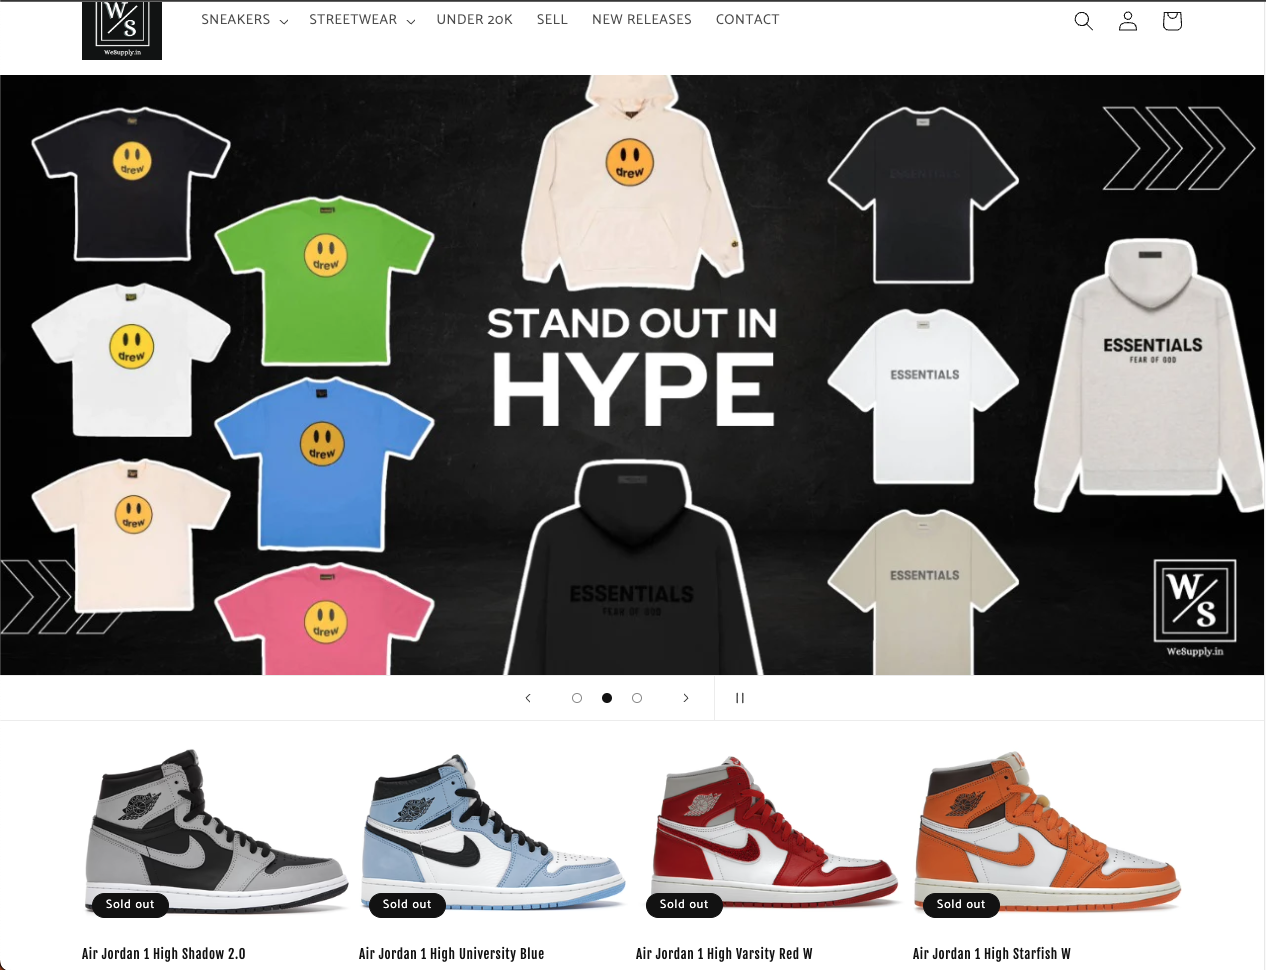 W/S
WeSupply.in
SNEAKERS STREETWEAR UNDER 20K SELL NEW RELEASES CONTACT
drew
drew
drew
drew
drew
drew
drew
STAND OUT IN
HYPE
ESSENTIALS
FEAR OF GOD
ESSENTIALS
ESSENTIALS
ESSENTIALS
ESSENTIALS
FEAR OF GOD
W/S
WeSupply.in
Sold out
Sold out
Sold out
Sold out
Air Jordan 1 High Shadow 2.0
Air Jordan 1 High University Blue
Air Jordan 1 High Varsity Red W
Air Jordan 1 High Starfish W